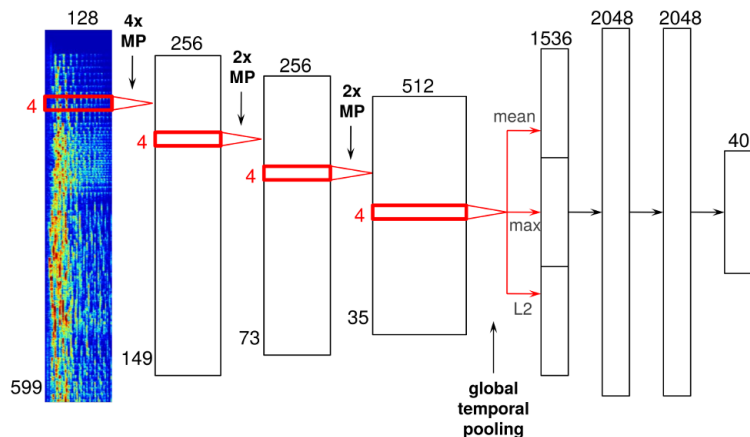 128
4x
MP
256
2x
MP
256
2x
MP
512
1536
2048
2048
40
4
4
4
4
mean
max
L2
599
149
73
35
global
temporal
pooling